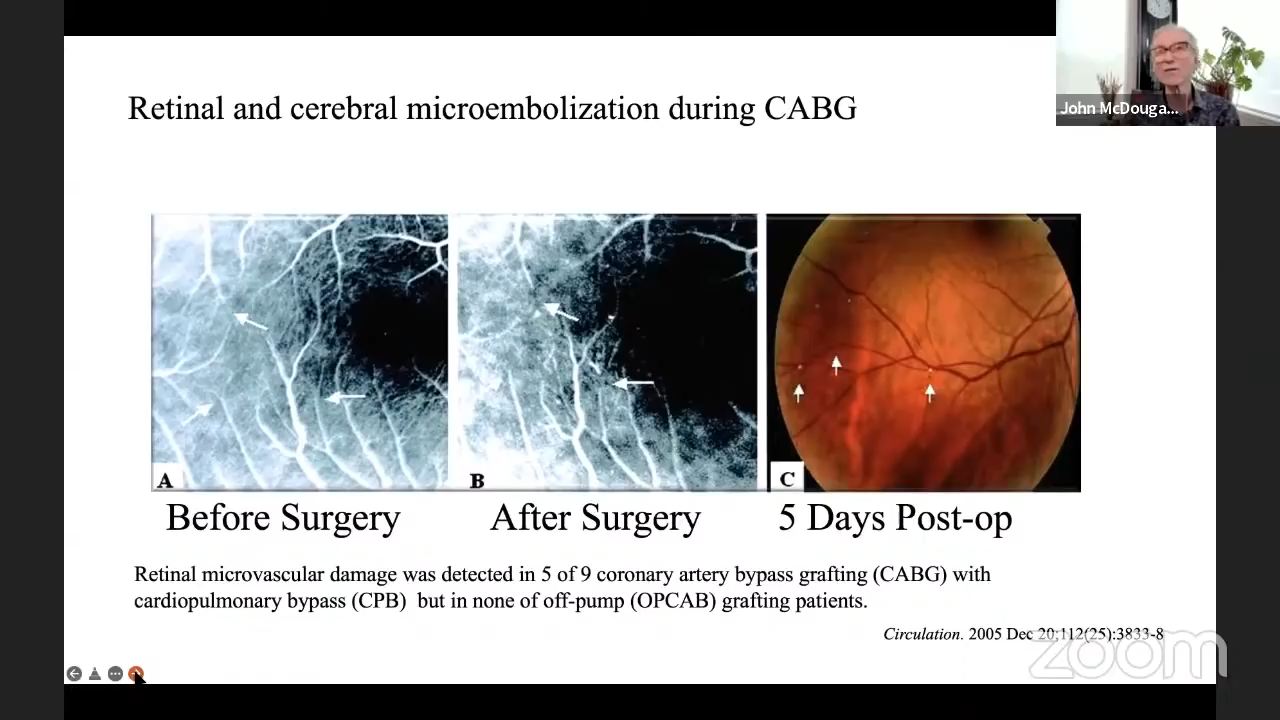 Retinal and cerebral microembolization during CABG
John McDouga...
A
B
C
Before Surgery
After Surgery
5 Days Post-op
Retinal microvascular damage was detected in 5 of 9 coronary artery bypass grafting (CABG) with
cardiopulmonary bypass (CPB) but in none of off-pump (OPCAB) grafting patients.
Circulation. 2005 Dec 20;112(25):3833-8
zoom